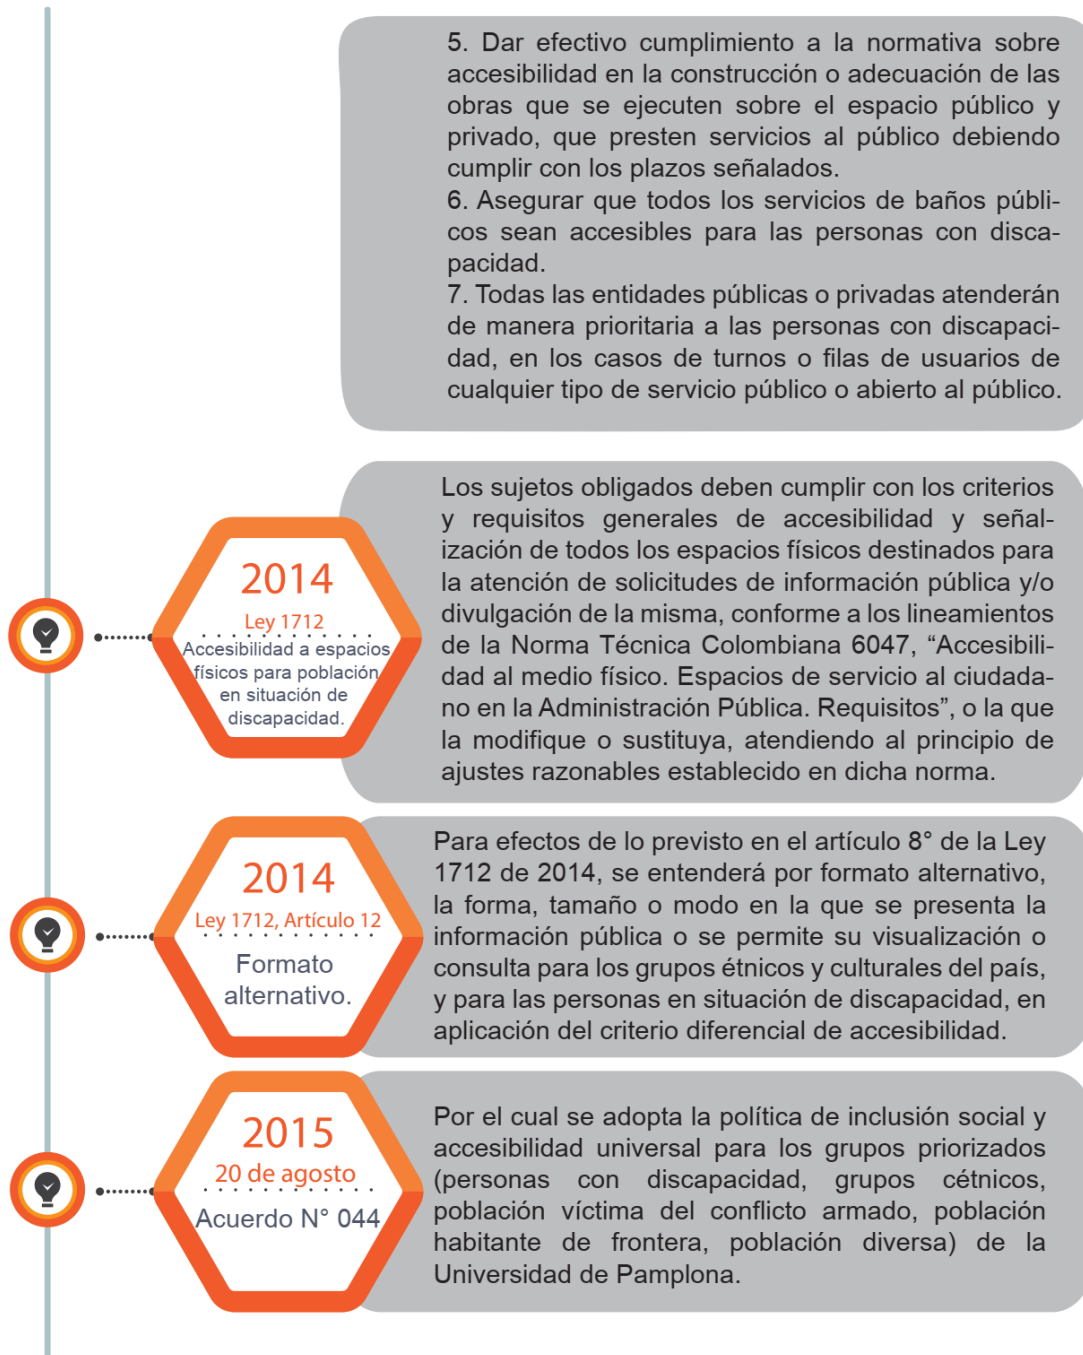 5. Dar efectivo cumplimiento a la normativa sobre
accesibilidad en la construcción o adecuación de las
obras que se ejecuten sobre el espacio público y
privado, que presten servicios al público debiendo
cumplir con los plazos señalados.
6. Asegurar que todos los servicios de baños públi-
cos sean accesibles para las personas con disca-
pacidad.
7. Todas las entidades públicas o privadas atenderán
de manera prioritaria a las personas con discapaci-
dad, en los casos de turnos o filas de usuarios de
cualquier tipo de servicio público o abierto al público.
2014
Ley 1712
Accesibilidad a espacios
físicos para población
en situación de
discapacidad.
Los sujetos obligados deben cumplir con los criterios
y requisitos generales de accesibilidad y señal-
ización de todos los espacios físicos destinados para
la atención de solicitudes de información pública y/o
divulgación de la misma, conforme a los lineamientos
de la Norma Técnica Colombiana 6047, “Accesibili-
dad al medio físico. Espacios de servicio al ciudada-
no en la Administración Pública. Requisitos”, o la que
la modifique o sustituya, atendiendo al principio de
ajustes razonables establecido en dicha norma.
2014
Ley 1712, Artículo 12
Formato
alternativo.
Para efectos de lo previsto en el artículo 8° de la Ley
1712 de 2014, se entenderá por formato alternativo,
la forma, tamaño o modo en la que se presenta la
información pública o se permite su visualización o
consulta para los grupos étnicos y culturales del país,
y para las personas en situación de discapacidad, en
aplicación del criterio diferencial de accesibilidad.
2015
20 de agosto
Acuerdo N° 044
Por el cual se adopta la política de inclusión social y
accesibilidad universal para los grupos priorizados
(personas con discapacidad, grupos cétnicos,
población víctima del conflicto armado, población
habitante de frontera, población diversa) de la
Universidad de Pamplona.